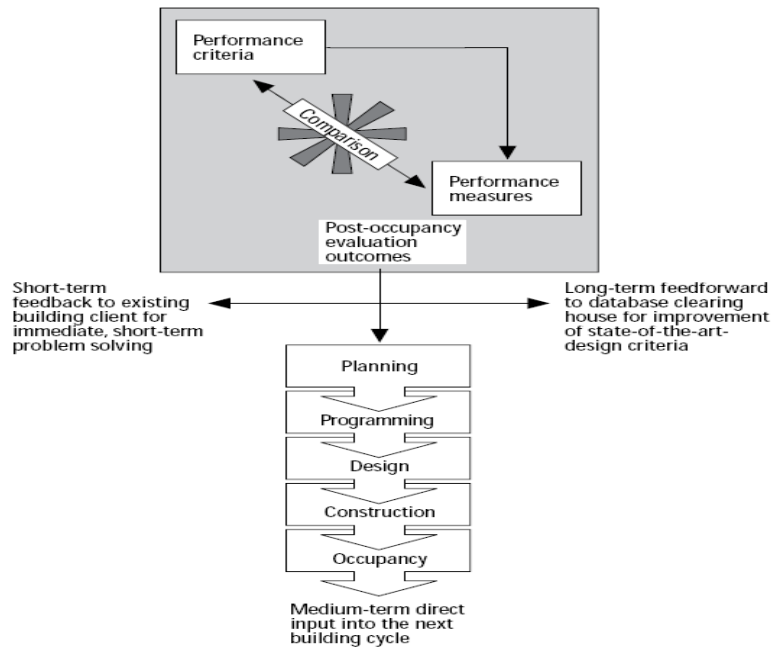 Performance
criteria
Comparison
Performance
measures
Post-occupancy
evaluation
outcomes
Short-term
feedback to existing
building client for
immediate, short-term
problem solving
Long-term feedforward
to database clearing
house for improvement
of state-of-the-art-
design criteria
Planning
Programming
Design
Construction
Occupancy
Medium-term direct
input into the next
building cycle